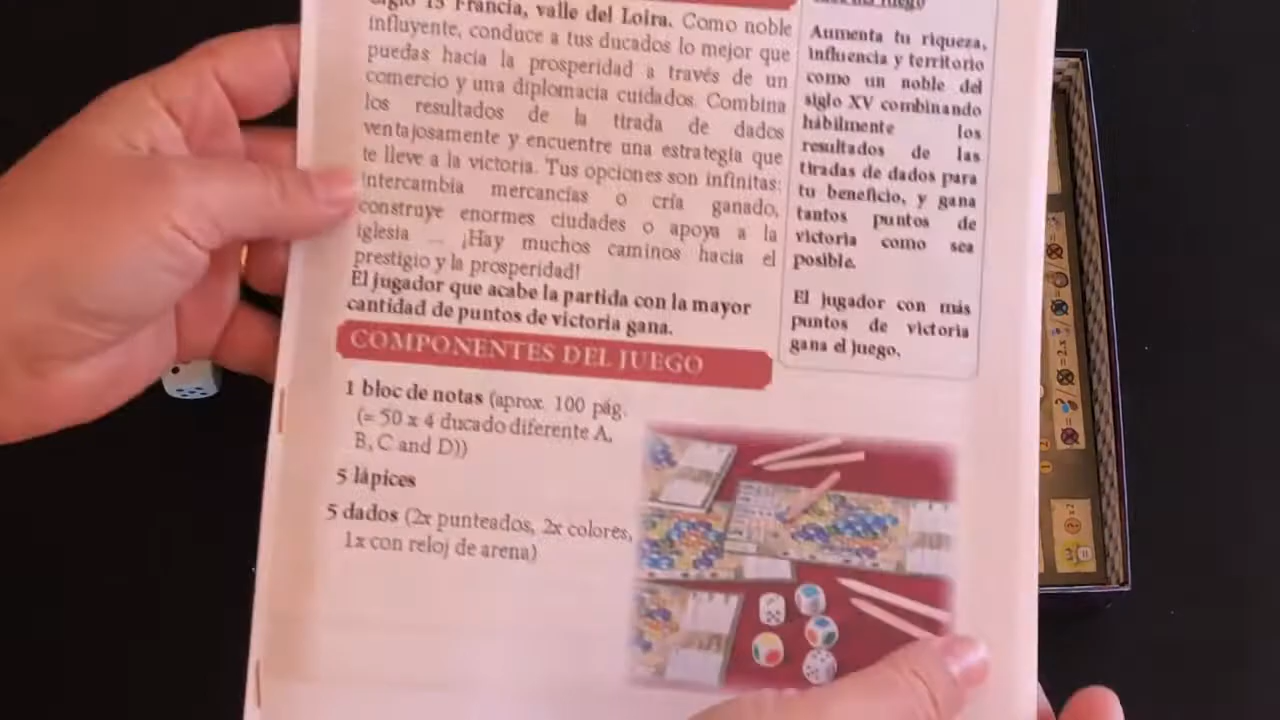 Siglo 15 Francia, valle del Loira. Como noble
influyente, conduce a tus ducados lo mejor que
puedas hacia la prosperidad a través de un
comercio y una diplomacia cuidados. Combina
los resultados de la tirada de dados
ventajosamente y encuentre una estrategia que
te lleve a la victoria. Tus opciones son infinitas:
intercambia mercancías o cría ganado,
construye enormes ciudades o apoya a la
iglesia ... ¡Hay muchos caminos hacia el
prestigio y la prosperidad!
El jugador que acabe la partida con la mayor
cantidad de puntos de victoria gana.
COMPONENTES DEL JUEGO
1 bloc de notas (aprox. 100 pág.
(= 50 x 4 ducado diferente A,
B, C and D))
5 lápices
5 dados (2x punteados, 2x colores,
1x con reloj de arena)
juego
Aumenta tu riqueza,
influencia y territorio
como un noble del
siglo XV combinando
hábilmente los
resultados de las
tiradas de dados para
tu beneficio, y gana
tantos puntos de
victoria como sea
posible.
El jugador con más
puntos de victoria
gana el juego.